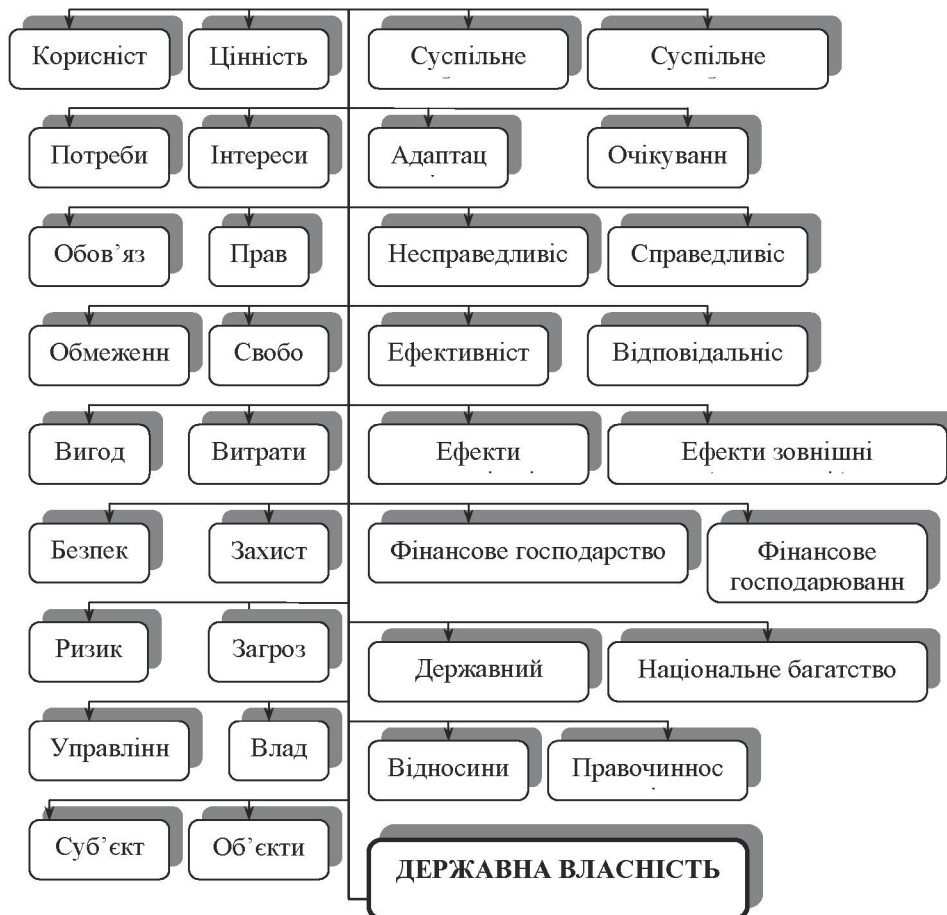 Корисніст
Цінність
Суспільне
Суспільне
Потреби
Інтереси
Адаптац
Очікуванн
Обов’яз
Прав
Несправедливіс
Справедливіс
Обмеженн
Свобо
Ефективніст
Відповідальніс
Вигод
Витрати
Ефекти
Ефекти зовнішні
Безпек
Захист
Фінансове господарство
Фінансове
господарюванн
Ризик
Загроз
Державний
Національне багатство
Управлінн
Влад
Відносини
Правочиннос
Суб’єкт
Об’єкти
ДЕРЖАВНА ВЛАСНІСТЬ